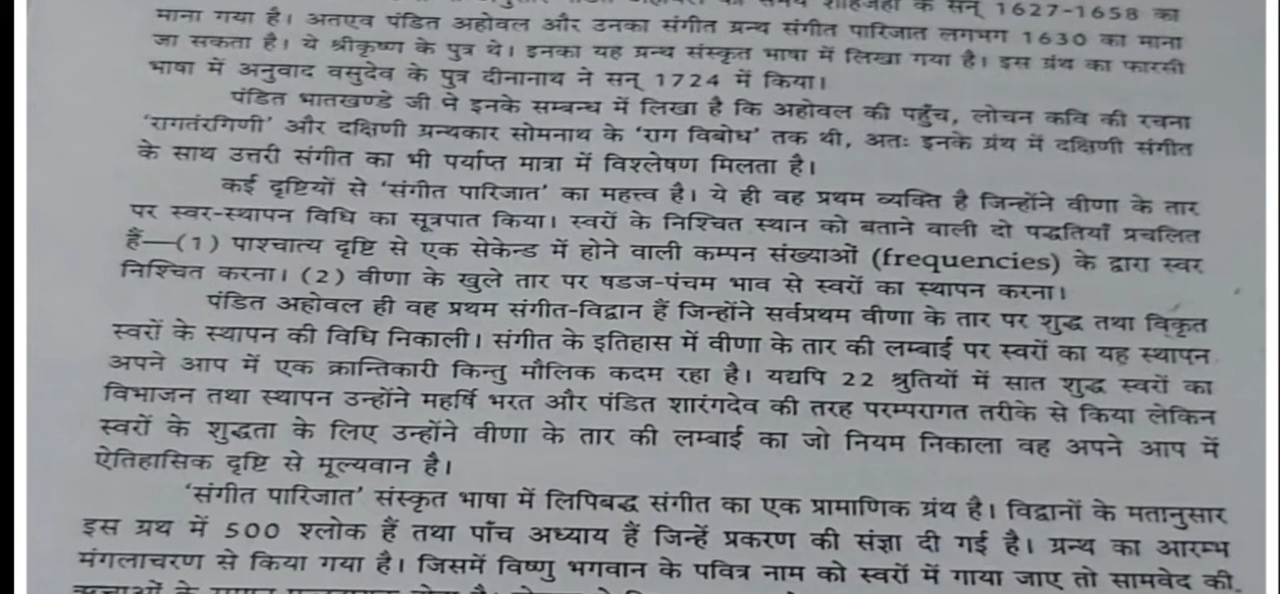 शाहजहाँ के सन् 1627-1658 का
माना गया है। अतएव पंडित अहोवल और उनका संगीत ग्रन्थ संगीत पारिजात लगभग 1630 का माना
जा सकता है। ये श्रीकृष्ण के पुत्र थे। इनका यह ग्रन्थ संस्कृत भाषा में लिखा गया है। इस ग्रंथ का फारसी
भाषा में अनुवाद वसुदेव के पुत्र दीनानाथ ने सन् 1724 में किया।
पंडित भातखण्डे जी ने इनके सम्बन्ध में लिखा है कि अहोवल की पहुँच, लोचन कवि की रचना
‘रागतंरगिणी’ और दक्षिणी ग्रन्थकार सोमनाथ के ‘राग विबोध’ तक थी, अतः इनके ग्रंथ में दक्षिणी संगीत
के साथ उत्तरी संगीत का भी पर्याप्त मात्रा में विश्लेषण मिलता है।
कई दृष्टियों से ‘संगीत पारिजात’ का महत्त्व है। ये ही वह प्रथम व्यक्ति है जिन्होंने वीणा के तार
पर स्वर-स्थापन विधि का सूत्रपात किया। स्वरों के निश्चित स्थान को बताने वाली दो पद्धतियाँ प्रचलित
हैं—(1) पाश्चात्य दृष्टि से एक सेकेन्ड में होने वाली कम्पन संख्याओं (frequencies) के द्वारा स्वर
निश्चित करना। (2) वीणा के खुले तार पर षडज-पंचम भाव से स्वरों का स्थापन करना।
पंडित अहोवल ही वह प्रथम संगीत-विद्वान हैं जिन्होंने सर्वप्रथम वीणा के तार पर शुद्ध तथा विकृत
स्वरों के स्थापन की विधि निकाली। संगीत के इतिहास में वीणा के तार की लम्बाई पर स्वरों का यह स्थापन
अपने आप में एक क्रान्तिकारी किन्तु मौलिक कदम रहा है। यद्यपि 22 श्रुतियों में सात शुद्ध स्वरों का
विभाजन तथा स्थापन उन्होंने महर्षि भरत और पंडित शारंगदेव की तरह परम्परागत तरीके से किया लेकिन
स्वरों के शुद्धता के लिए उन्होंने वीणा के तार की लम्बाई का जो नियम निकाला वह अपने आप में
ऐतिहासिक दृष्टि से मूल्यवान है।
‘संगीत पारिजात’ संस्कृत भाषा में लिपिबद्ध संगीत का एक प्रामाणिक ग्रंथ है। विद्वानों के मतानुसार
इस ग्रथ में 500 श्लोक हैं तथा पाँच अध्याय हैं जिन्हें प्रकरण की संज्ञा दी गई है। ग्रन्थ का आरम्भ
मंगलाचरण से किया गया है। जिसमें विष्णु भगवान के पवित्र नाम को स्वरों में गाया जाए तो सामवेद की